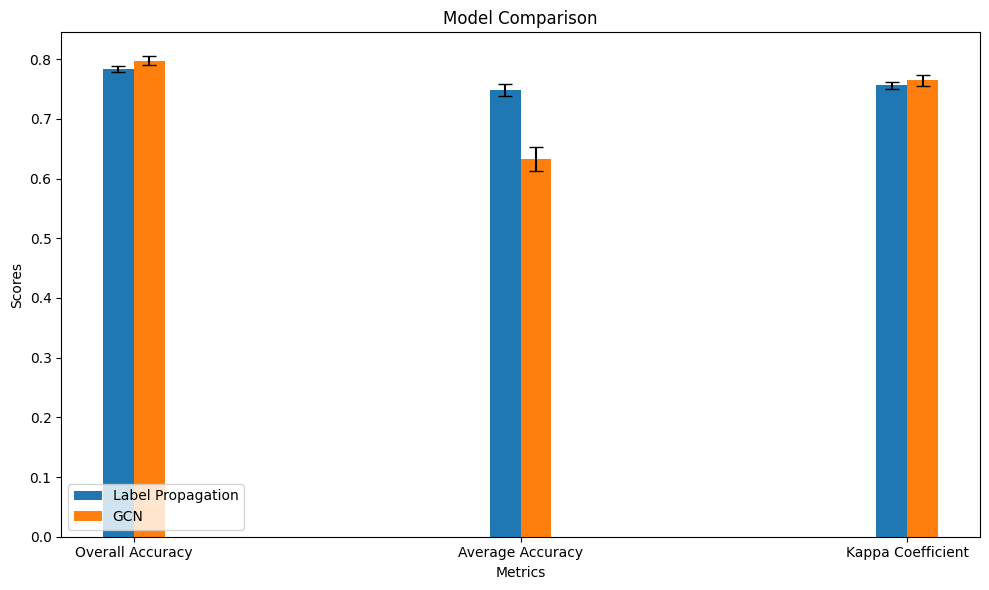 Model Comparison
Scores
0.8
0.7
0.6
0.5
0.4
0.3
0.2
0.1
0.0
Label Propagation
GCN
Overall Accuracy
Average Accuracy
Kappa Coefficient
Metrics